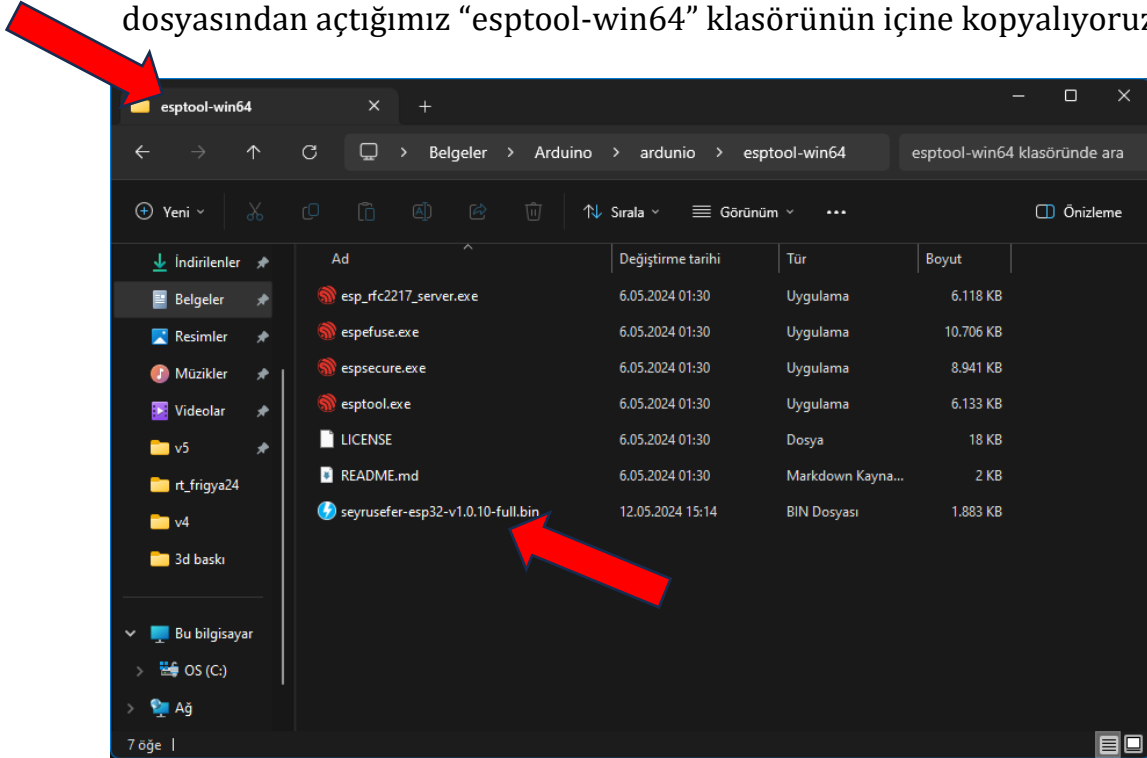 dosyasından açtığımız “esptool-win64” klasörünün içine kopyalıyoruz
esptool-win64
Belgeler > Arduino > ardunio > esptool-win64 esptool-win64 klasöründe ara
Yeni Sırala Görünüm ... Önizleme
İndirilenler
Belgeler
Resimler
Müzikler
Videolar
v5
rt_frigya24
v4
3d baskı
Bu bilgisayar
OS (C:)
Ağ
Ad Değiştirme tarihi Tür Boyut
esp_rfc2217_server.exe 6.05.2024 01:30 Uygulama 6.118 KB
espefuse.exe 6.05.2024 01:30 Uygulama 10.706 KB
espsecure.exe 6.05.2024 01:30 Uygulama 8.941 KB
esptool.exe 6.05.2024 01:30 Uygulama 6.133 KB
LICENSE 6.05.2024 01:30 Dosya 18 KB
README.md 6.05.2024 01:30 Markdown Kayna... 2 KB
seyrusefer-esp32-v1.0.10-full.bin 12.05.2024 15:14 BIN Dosyası 1.883 KB
7 öğe